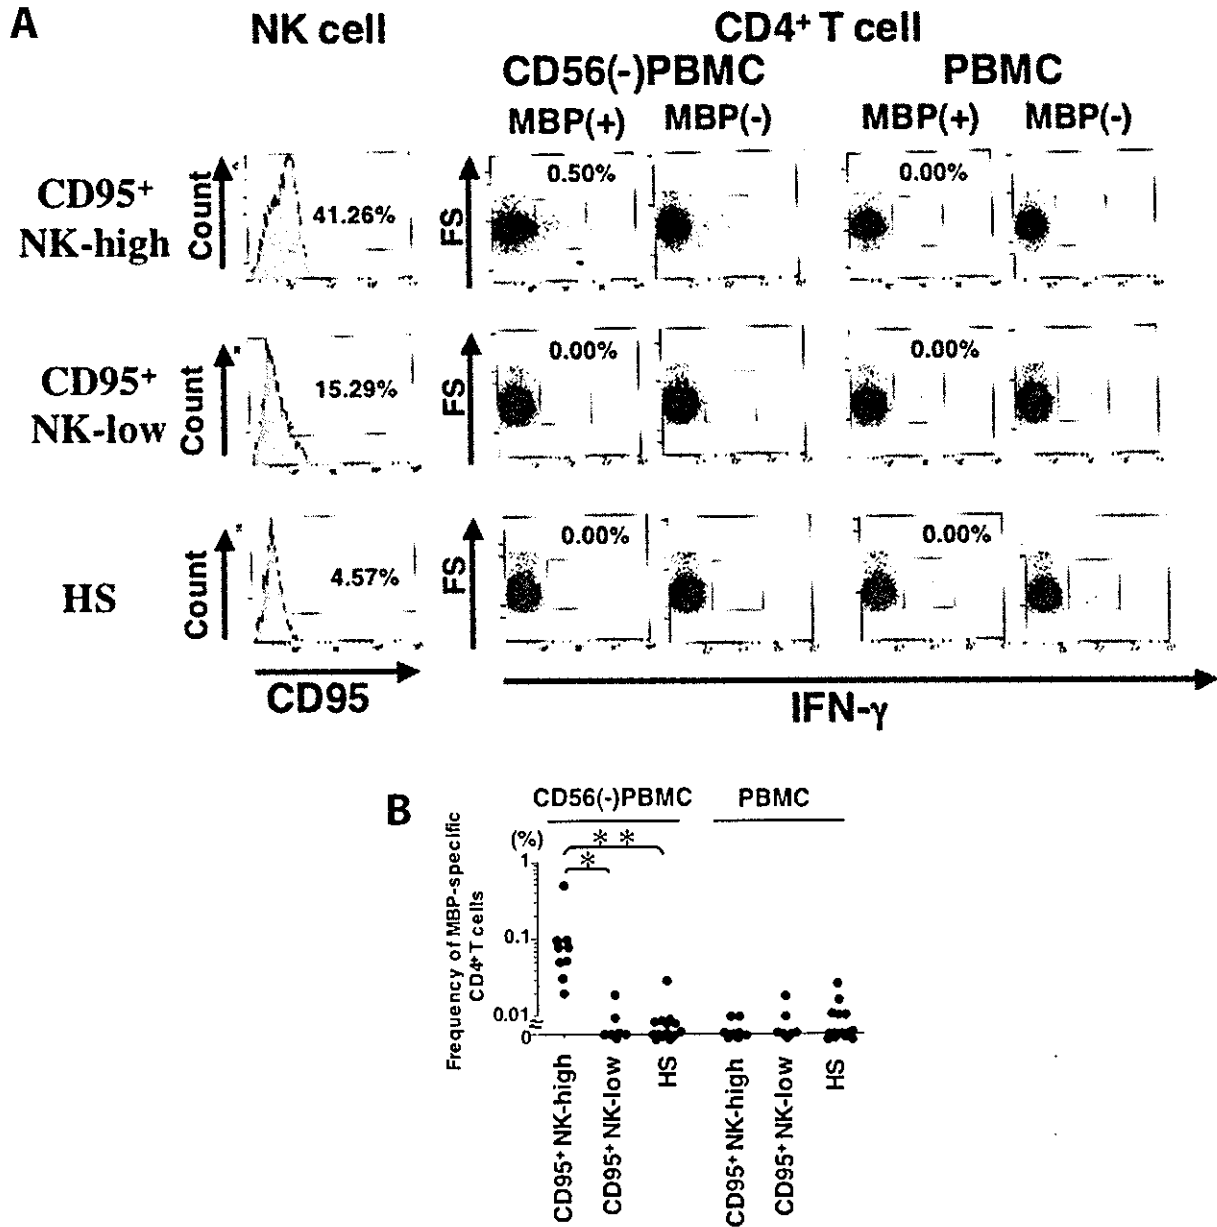 A
NK cell
CD4+ T cell
CD56(-)PBMC
PBMC
MBP(+)
MBP(-)
MBP(+)
MBP(-)
CD95+
NK-high
Count
41.26%
FS
0.50%
0.00%
CD95+
NK-low
Count
15.29%
FS
0.00%
0.00%
HS
Count
4.57%
FS
0.00%
0.00%
CD95
IFN-γ
B
CD56(-)PBMC
PBMC
Frequency of MBP-specific
CD4+T cells
(%)
* *
*
1
0.1
0.01
0
CD95+ NK-high
CD95+ NK-low
HS
CD95+ NK-high
CD95+ NK-low
HS